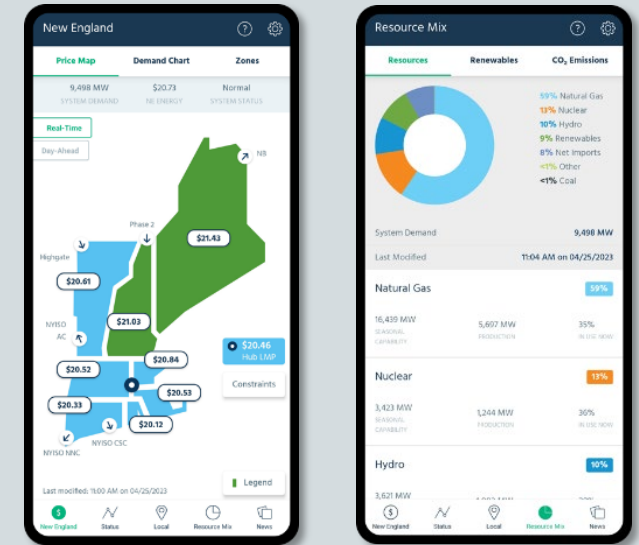 New England
Price Map
Demand Chart
Zones
9,498 MW
$20.73
Normal
SYSTEM DEMAND
NE ENERGY
SYSTEM STATUS
Real-Time
Day-Ahead
NB
Phase 2
$21.43
Highgate
$20.61
NYISO
AC
$21.03
$20.46
Hub LMP
$20.84
$20.52
Constraints
$20.53
$20.33
$20.12
NYISO CSC
NYISO NNC
Legend
Last modified: 11:00 AM on 04/25/2023
New England
Status
Local
Resource Mix
News
Resource Mix
Resources
Renewables
CO₂ Emissions
59% Natural Gas
13% Nuclear
10% Hydro
9% Renewables
8% Net Imports
<1% Other
<1% Coal
System Demand
9,498 MW
Last Modified
11:04 AM on 04/25/2023
Natural Gas
59%
16,439 MW
5,697 MW
35%
SEASONAL
CAPABILITY
PRODUCTION
IN USE NOW
Nuclear
13%
3,423 MW
1,244 MW
36%
SEASONAL
CAPABILITY
PRODUCTION
IN USE NOW
Hydro
10%
3,621 MW
New England
Status
Local
Resource Mix
News